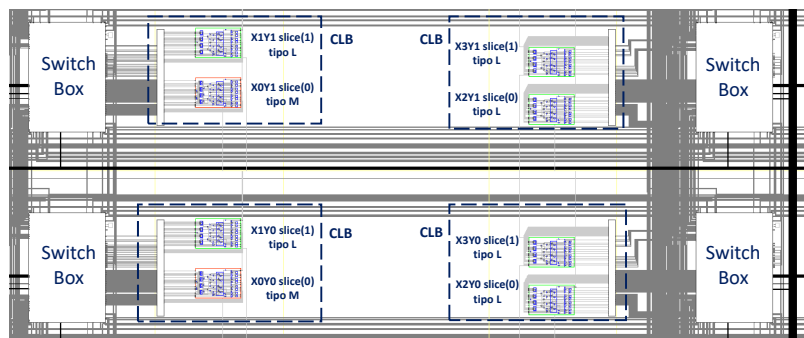 X1Y1 slice(1)
tipo L
CLB
CLB
X3Y1 slice(1)
tipo L
Switch
Box
X0Y1 slice(0)
tipo M
X2Y1 slice(0)
tipo L
Switch
Box
X1Y0 slice(1)
tipo L
CLB
CLB
X3Y0 slice(1)
tipo L
Switch
Box
X0Y0 slice(0)
tipo M
X2Y0 slice(0)
tipo L
Switch
Box